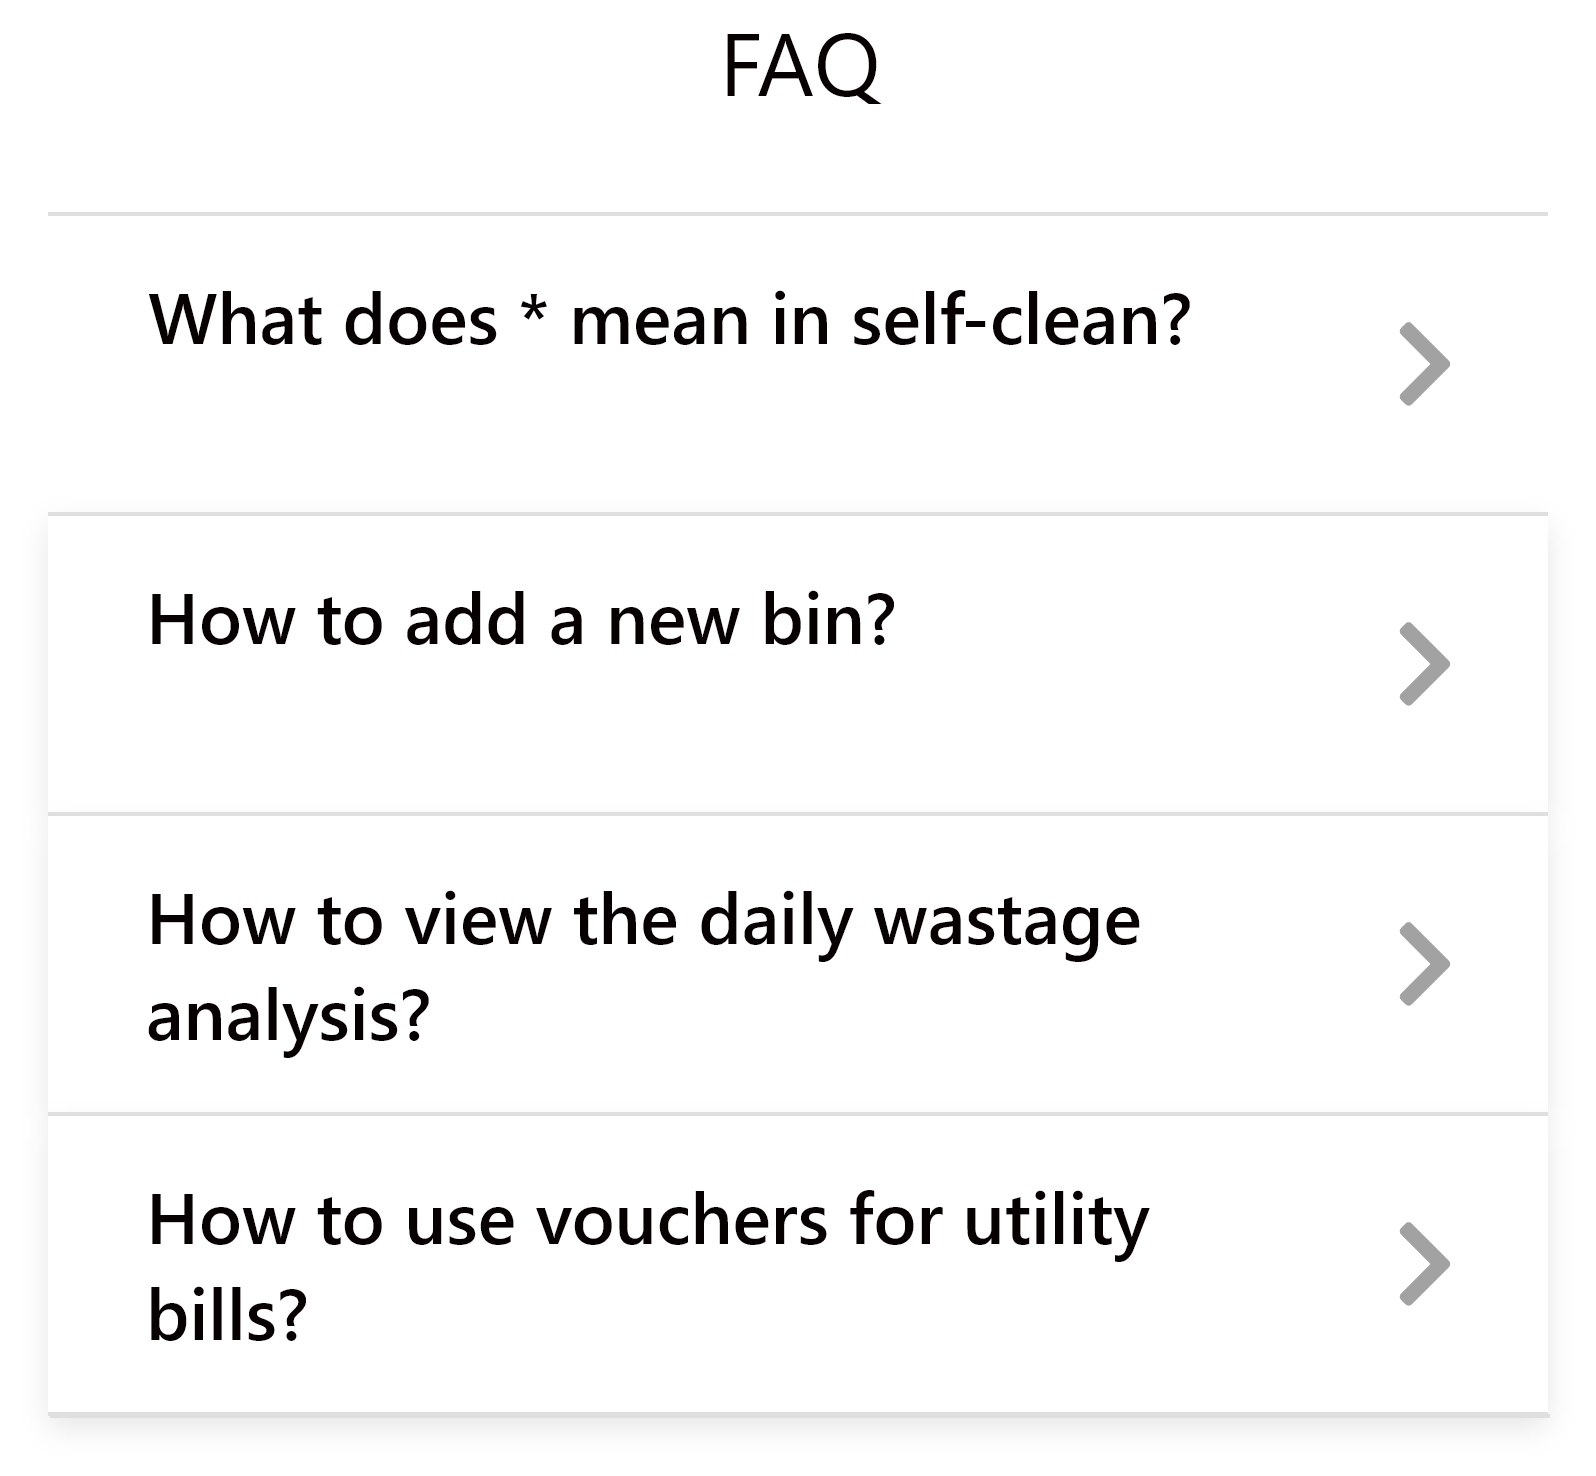 FAQ
What does * mean in self-clean?
How to add a new bin?
How to view the daily wastage
analysis?
How to use vouchers for utility
bills?